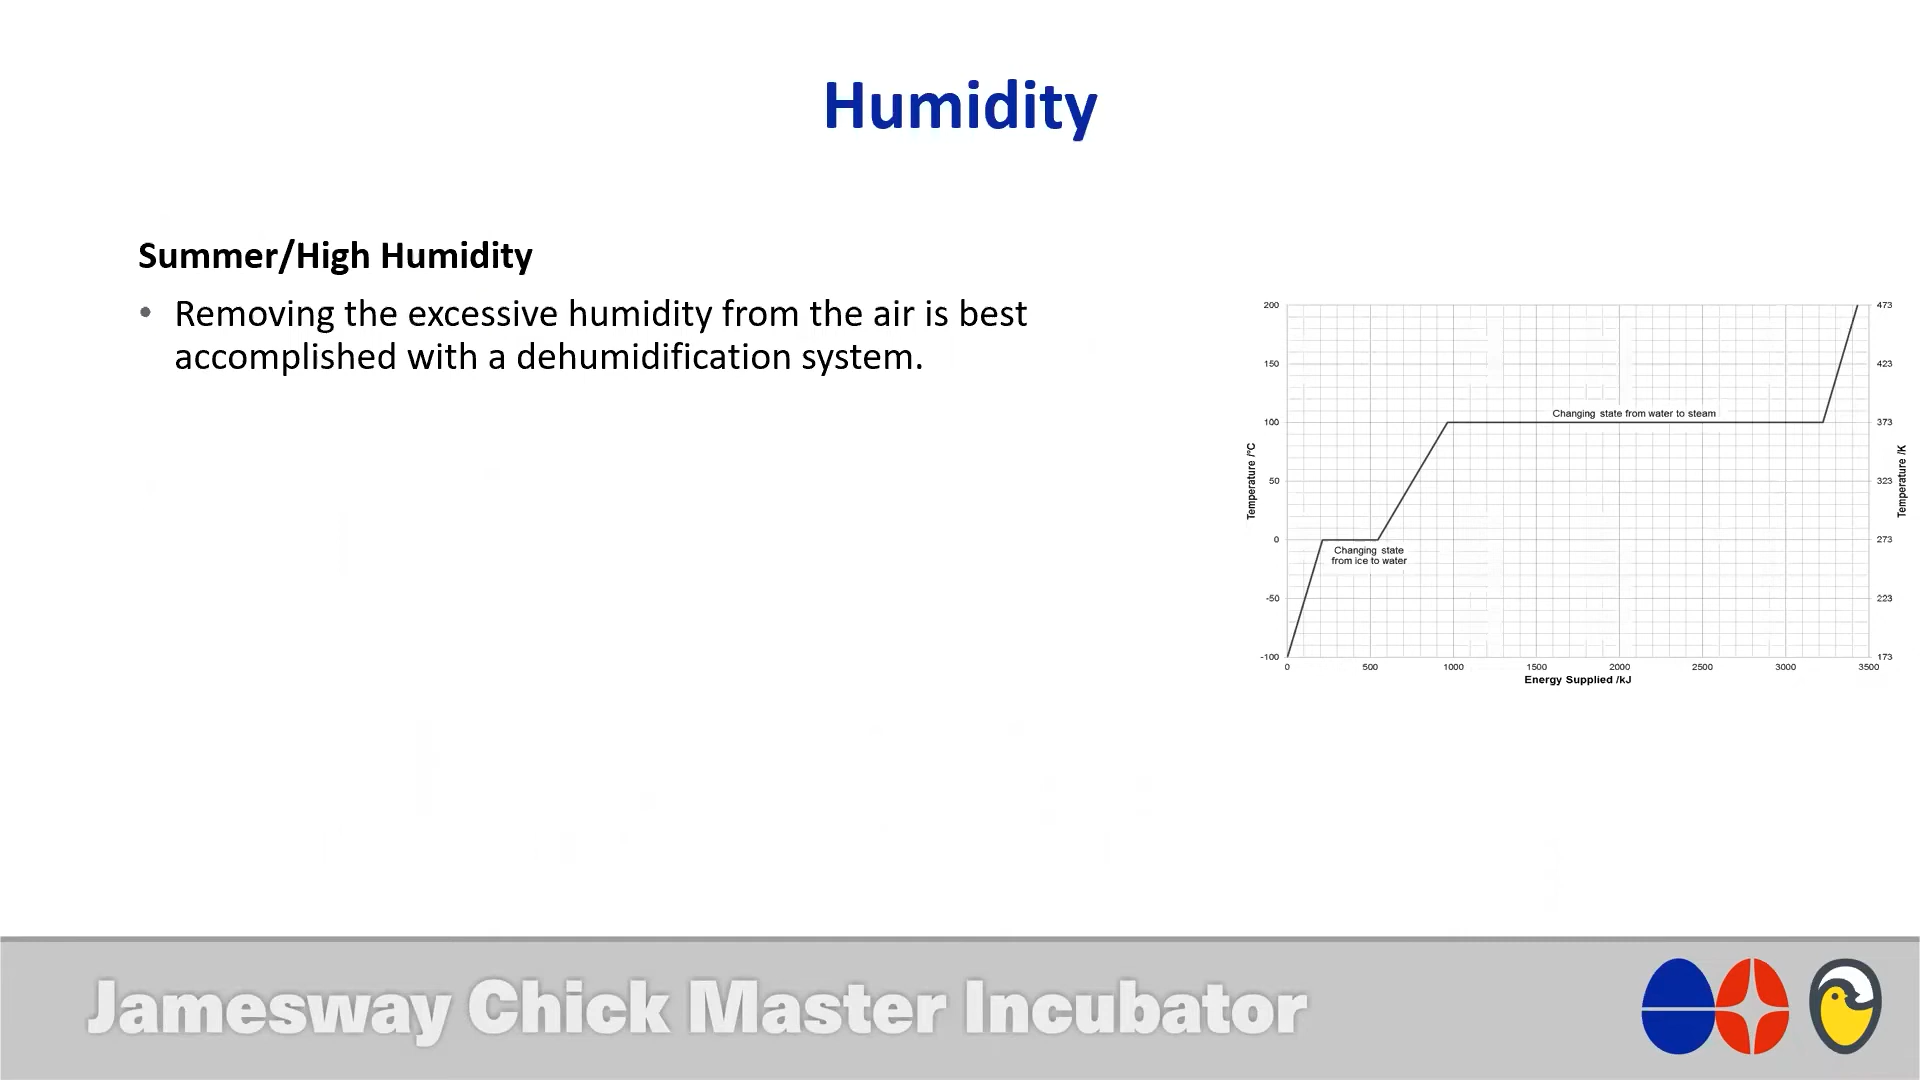 Humidity
Summer/High Humidity
• Removing the excessive humidity from the air is best
accomplished with a dehumidification system.
200
150
100
50
0
-50
-100
Temperature /°C
Changing state from water to steam
Changing state
from ice to water
473
423
373
323
273
223
173
Temperature /K
0 500 1000 1500 2000 2500 3000 3500
Energy Supplied /kJ
Jamesway Chick Master Incubator